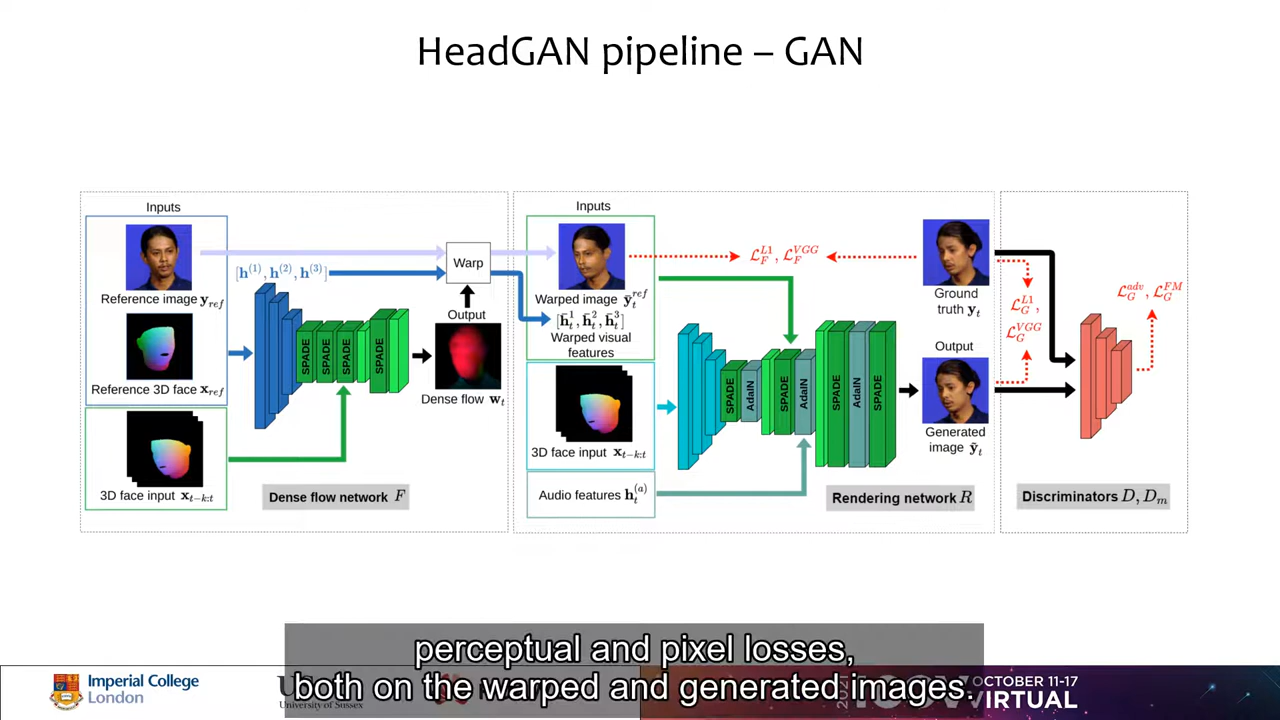 HeadGAN pipeline – GAN
Inputs
Reference image y_ref
Reference 3D face x_ref
3D face input x_{t−k:t}
[h^(1), h^(2), h^(3)]
SPADE
SPADE
SPADE
SPADE
Warp
Output
Dense flow w_t
Dense flow network F
Inputs
Warped image ȳ_t^ref
[h̄_t^1, h̄_t^2, h̄_t^3]
Warped visual
features
3D face input x_{t−k:t}
Audio features h_t^(a)
SPADE
AdaIN
SPADE
AdaIN
SPADE
AdaIN
SPADE
Rendering network R
ℒ_F^L1, ℒ_F^VGG
Ground
truth y_t
Output
Generated
image ỹ_t
ℒ_G^L1,
ℒ_G^VGG
ℒ_G^adv, ℒ_G^FM
Discriminators D, D_m
perceptual and pixel losses,
both on the warped and generated images.
Imperial College
London
University of Sussex
OCTOBER 11-17
VIRTUAL